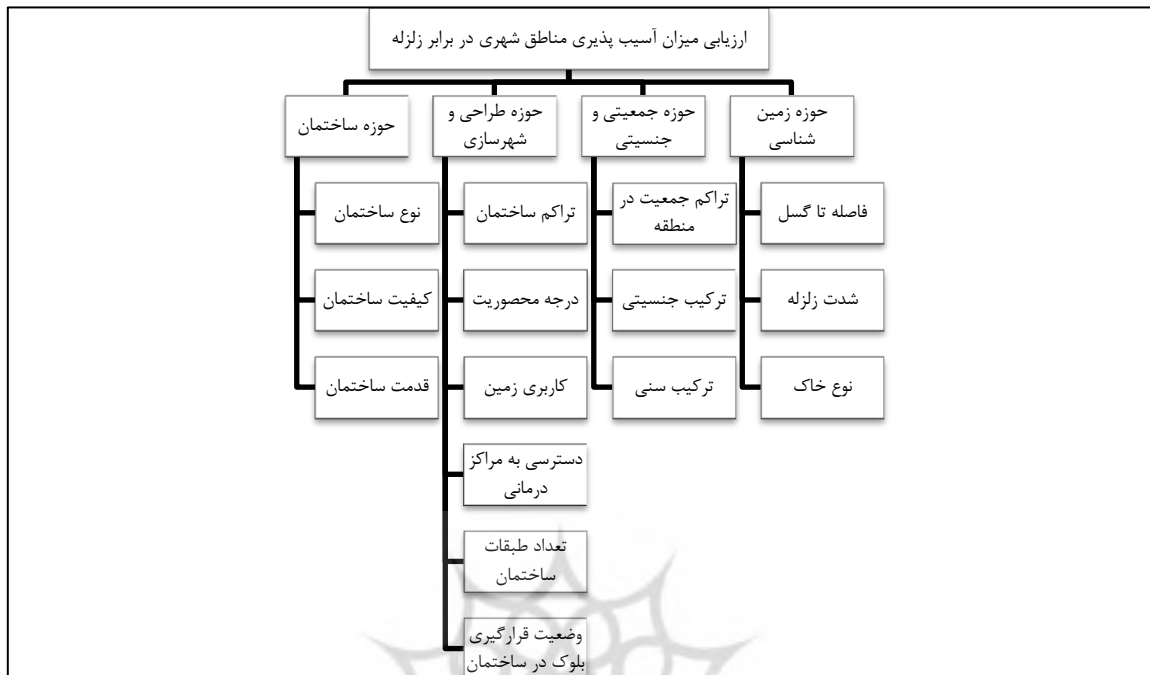 ارزیابی میزان آسیب پذیری مناطق شهری در برابر زلزله
حوزه زمین
شناسی
فاصله تا گسل
شدت زلزله
نوع خاک
حوزه جمعیتی و
جنسیتی
تراکم جمعیت در
منطقه
ترکیب جنسیتی
ترکیب سنی
حوزه طراحی و
شهرسازی
تراکم ساختمان
درجه محصوریت
کاربری زمین
دسترسی به مراکز
درمانی
تعداد طبقات
ساختمان
وضعیت قرارگیری
بلوک در ساختمان
حوزه ساختمان
نوع ساختمان
کیفیت ساختمان
قدمت ساختمان